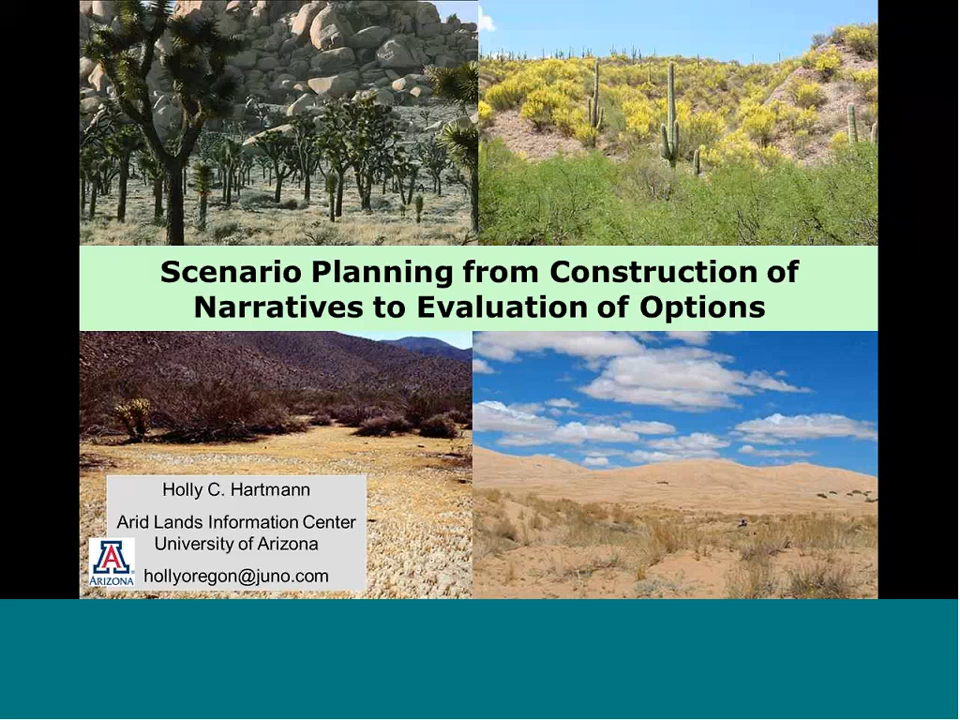 Scenario Planning from Construction of
Narratives to Evaluation of Options
Holly C. Hartmann
Arid Lands Information Center
University of Arizona
ARIZONA
hollyoregon@juno.com